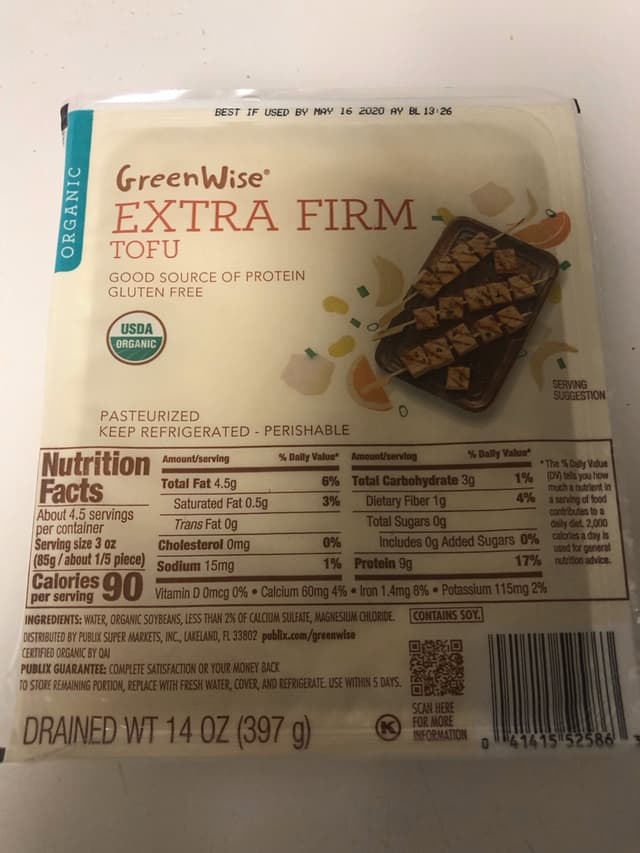 BEST IF USED BY MAY 16 2020 AY BL 13:26
ORGANIC
GreenWise®
EXTRA FIRM
TOFU
GOOD SOURCE OF PROTEIN
GLUTEN FREE
USDA
ORGANIC
SERVING
SUGGESTION
PASTEURIZED
KEEP REFRIGERATED - PERISHABLE
Nutrition
Facts
About 4.5 servings
per container
Serving size 3 oz
(85g / about 1/5 piece)
Calories 90
per serving
Amount/serving % Daily Value*
Total Fat 4.5g 6%
Saturated Fat 0.5g 3%
Trans Fat 0g
Cholesterol 0mg 0%
Sodium 15mg 1%
Amount/serving % Daily Value*
Total Carbohydrate 3g 1%
Dietary Fiber 1g 4%
Total Sugars 0g
Includes 0g Added Sugars 0%
Protein 9g 17%
Vitamin D 0mcg 0% • Calcium 60mg 4% • Iron 1.4mg 8% • Potassium 115mg 2%
*The % Daily Value
(DV) tells you how
much a nutrient in
a serving of food
contributes to a
daily diet. 2,000
calories a day is
used for general
nutrition advice.
INGREDIENTS: WATER, ORGANIC SOYBEANS, LESS THAN 2% OF CALCIUM SULFATE, MAGNESIUM CHLORIDE.
CONTAINS SOY.
DISTRIBUTED BY PUBLIX SUPER MARKETS, INC., LAKELAND, FL 33802 publix.com/greenwise
CERTIFIED ORGANIC BY QAI
PUBLIX GUARANTEE: COMPLETE SATISFACTION OR YOUR MONEY BACK
TO STORE REMAINING PORTION, REPLACE WITH FRESH WATER, COVER, AND REFRIGERATE. USE WITHIN 5 DAYS.
DRAINED WT 14 OZ (397 g)
K
SCAN HERE
FOR MORE
INFORMATION
0 41415 52586